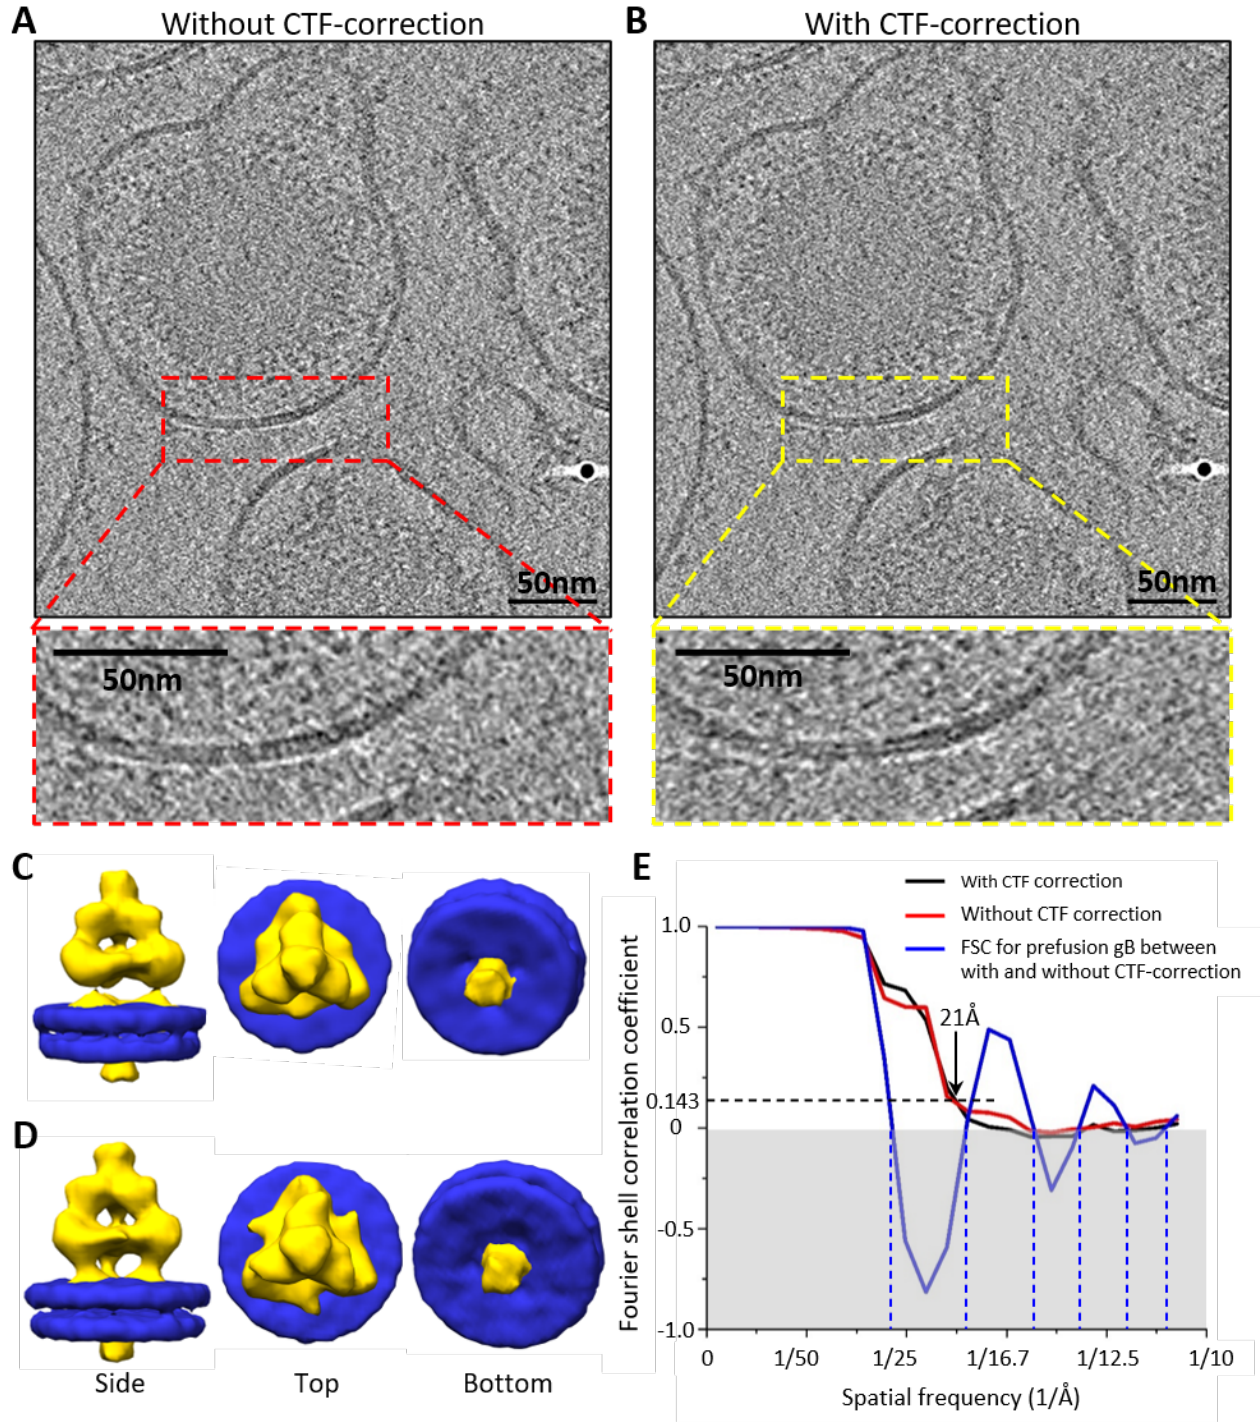 A
Without CTF-correction
B
With CTF-correction
50nm
50nm
50nm
50nm
C
D
Side
Top
Bottom
E
With CTF correction
Without CTF correction
FSC for prefusion gB between
with and without CTF-correction
21Å
Fourier shell correlation coefficient
1.0
0.5
0.143
0
-0.5
-1.0
0
1/50
1/25
1/16.7
1/12.5
1/10
Spatial frequency (1/Å)